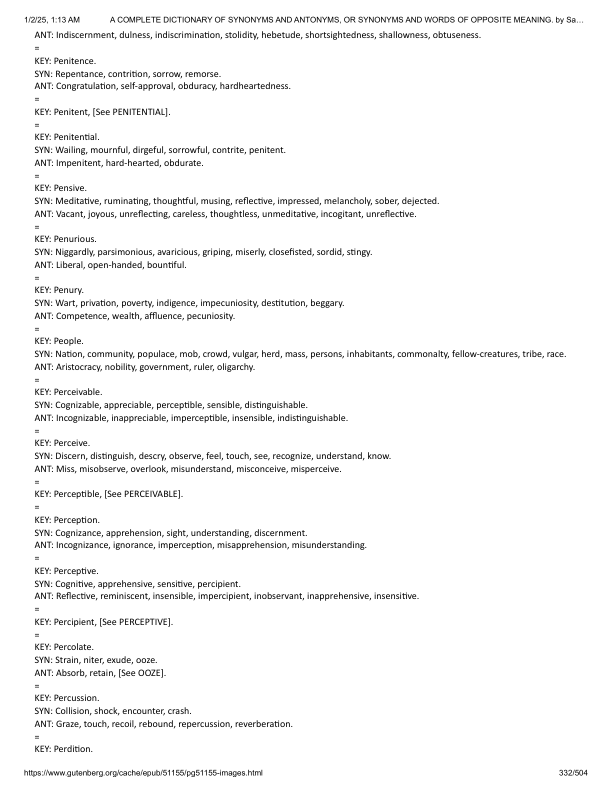 1/2/25, 1:13 AM A COMPLETE DICTIONARY OF SYNONYMS AND ANTONYMS, OR SYNONYMS AND WORDS OF OPPOSITE MEANING. by Sa…
ANT: Indiscernment, dulness, indiscrimination, stolidity, hebetude, shortsightedness, shallowness, obtuseness.
=
KEY: Penitence.
SYN: Repentance, contrition, sorrow, remorse.
ANT: Congratulation, self-approval, obduracy, hardheartedness.
=
KEY: Penitent, [See PENITENTIAL].
=
KEY: Penitential.
SYN: Wailing, mournful, dirgeful, sorrowful, contrite, penitent.
ANT: Impenitent, hard-hearted, obdurate.
=
KEY: Pensive.
SYN: Meditative, ruminating, thoughtful, musing, reflective, impressed, melancholy, sober, dejected.
ANT: Vacant, joyous, unreflecting, careless, thoughtless, unmeditative, incogitant, unreflective.
=
KEY: Penurious.
SYN: Niggardly, parsimonious, avaricious, griping, miserly, closefisted, sordid, stingy.
ANT: Liberal, open-handed, bountiful.
=
KEY: Penury.
SYN: Wart, privation, poverty, indigence, impecuniosity, destitution, beggary.
ANT: Competence, wealth, affluence, pecuniosity.
=
KEY: People.
SYN: Nation, community, populace, mob, crowd, vulgar, herd, mass, persons, inhabitants, commonalty, fellow-creatures, tribe, race.
ANT: Aristocracy, nobility, government, ruler, oligarchy.
=
KEY: Perceivable.
SYN: Cognizable, appreciable, perceptible, sensible, distinguishable.
ANT: Incognizable, inappreciable, imperceptible, insensible, indistinguishable.
=
KEY: Perceive.
SYN: Discern, distinguish, descry, observe, feel, touch, see, recognize, understand, know.
ANT: Miss, misobserve, overlook, misunderstand, misconceive, misperceive.
=
KEY: Perceptible, [See PERCEIVABLE].
=
KEY: Perception.
SYN: Cognizance, apprehension, sight, understanding, discernment.
ANT: Incognizance, ignorance, imperception, misapprehension, misunderstanding.
=
KEY: Perceptive.
SYN: Cognitive, apprehensive, sensitive, percipient.
ANT: Reflective, reminiscent, insensible, impercipient, inobservant, inapprehensive, insensitive.
=
KEY: Percipient, [See PERCEPTIVE].
=
KEY: Percolate.
SYN: Strain, niter, exude, ooze.
ANT: Absorb, retain, [See OOZE].
=
KEY: Percussion.
SYN: Collision, shock, encounter, crash.
ANT: Graze, touch, recoil, rebound, repercussion, reverberation.
=
KEY: Perdition.
https://www.gutenberg.org/cache/epub/51155/pg51155-images.html 332/504